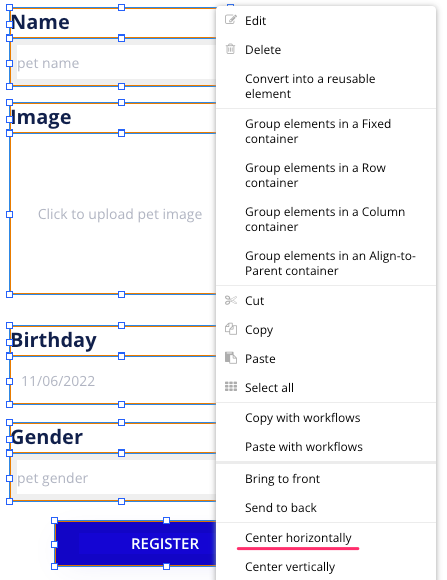 Name
pet name
Image
Click to upload pet image
Birthday
11/06/2022
Gender
pet gender
REGISTER
Edit
Delete
Convert into a reusable
element
Group elements in a Fixed
container
Group elements in a Row
container
Group elements in a Column
container
Group elements in an Align-to-
Parent container
Cut
Copy
Paste
Select all
Copy with workflows
Paste with workflows
Bring to front
Send to back
Center horizontally
Center vertically